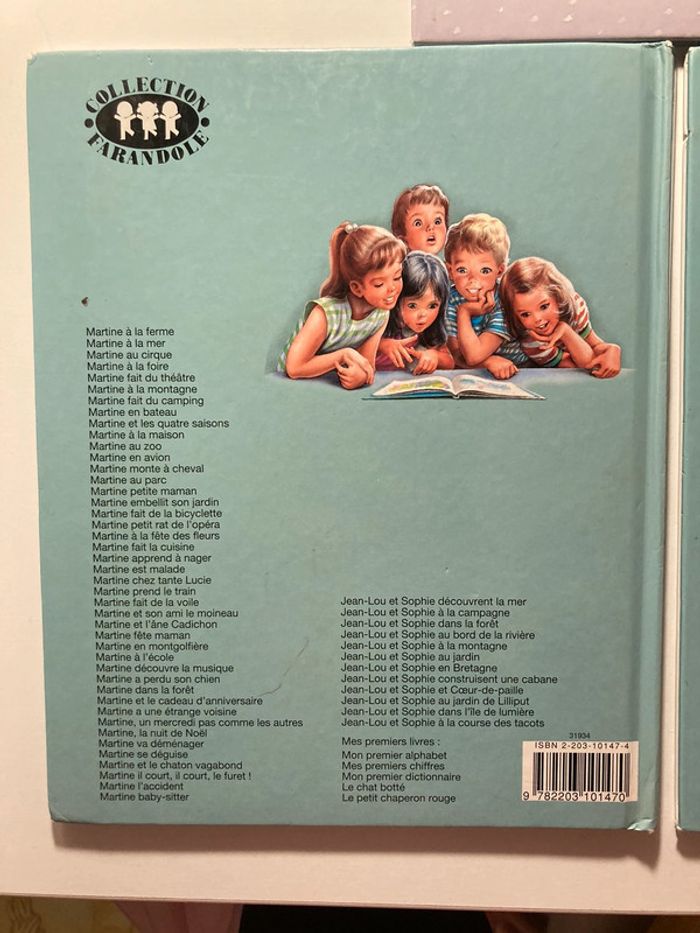 COLLECTION
FARANDOLE
Martine à la ferme
Martine à la mer
Martine au cirque
Martine à la foire
Martine fait du théâtre
Martine à la montagne
Martine fait du camping
Martine en bateau
Martine et les quatre saisons
Martine à la maison
Martine au zoo
Martine en avion
Martine monte à cheval
Martine au parc
Martine petite maman
Martine embellit son jardin
Martine fait de la bicyclette
Martine petit rat de l'opéra
Martine à la fête des fleurs
Martine fait la cuisine
Martine apprend à nager
Martine est malade
Martine chez tante Lucie
Martine prend le train
Martine fait de la voile
Martine et son ami le moineau
Martine et l'âne Cadichon
Martine fête maman
Martine en montgolfière
Martine à l'école
Martine découvre la musique
Martine a perdu son chien
Martine dans la forêt
Martine et le cadeau d'anniversaire
Martine a une étrange voisine
Martine, un mercredi pas comme les autres
Martine, la nuit de Noël
Martine va déménager
Martine se déguise
Martine et le chaton vagabond
Martine il court, il court, le furet !
Martine l'accident
Martine baby-sitter
Jean-Lou et Sophie découvrent la mer
Jean-Lou et Sophie à la campagne
Jean-Lou et Sophie dans la forêt
Jean-Lou et Sophie au bord de la rivière
Jean-Lou et Sophie à la montagne
Jean-Lou et Sophie au jardin
Jean-Lou et Sophie en Bretagne
Jean-Lou et Sophie construisent une cabane
Jean-Lou et Sophie et Cœur-de-paille
Jean-Lou et Sophie au jardin de Lilliput
Jean-Lou et Sophie dans l'île de lumière
Jean-Lou et Sophie à la course des tacots
Mes premiers livres :
Mon premier alphabet
Mes premiers chiffres
Mon premier dictionnaire
Le chat botté
Le petit chaperon rouge
31934
ISBN 2-203-10147-4
9 782203 101470